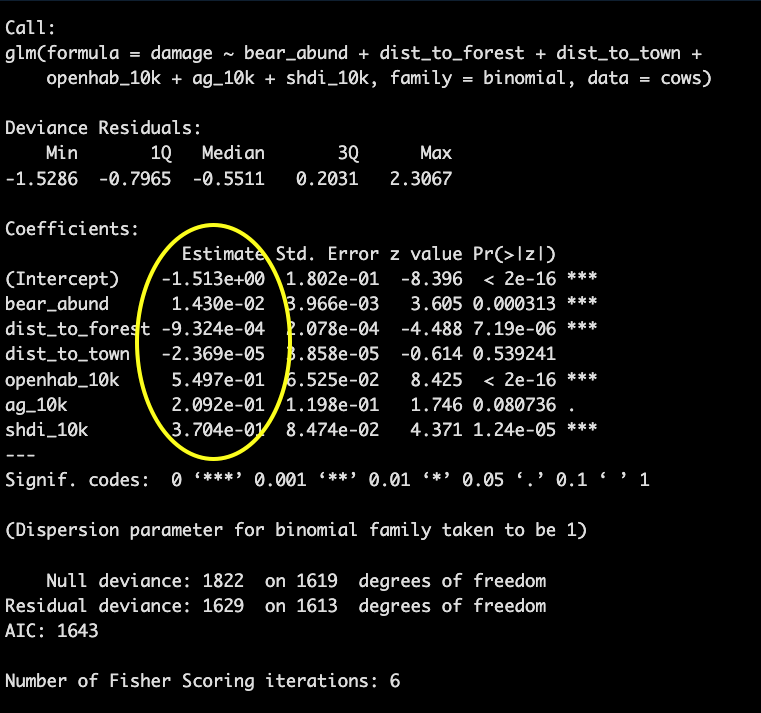 Call:
glm(formula = damage ~ bear_abund + dist_to_forest + dist_to_town +
    openhab_10k + ag_10k + shdi_10k, family = binomial, data = cows)
Deviance Residuals:
    Min      1Q  Median      3Q     Max
-1.5286 -0.7965 -0.5511  0.2031  2.3067
Coefficients:
                 Estimate Std. Error z value Pr(>|z|)
(Intercept)    -1.513e+00  1.802e-01  -8.396  < 2e-16 ***
bear_abund      1.430e-02  3.966e-03   3.605 0.000313 ***
dist_to_forest -9.324e-04  2.078e-04  -4.488 7.19e-06 ***
dist_to_town   -2.369e-05  3.858e-05  -0.614 0.539241
openhab_10k     5.497e-01  6.525e-02   8.425  < 2e-16 ***
ag_10k          2.092e-01  1.198e-01   1.746 0.080736 .
shdi_10k        3.704e-01  8.474e-02   4.371 1.24e-05 ***
---
Signif. codes:  0 ‘***’ 0.001 ‘**’ 0.01 ‘*’ 0.05 ‘.’ 0.1 ‘ ’ 1
(Dispersion parameter for binomial family taken to be 1)
    Null deviance: 1822  on 1619  degrees of freedom
Residual deviance: 1629  on 1613  degrees of freedom
AIC: 1643
Number of Fisher Scoring iterations: 6